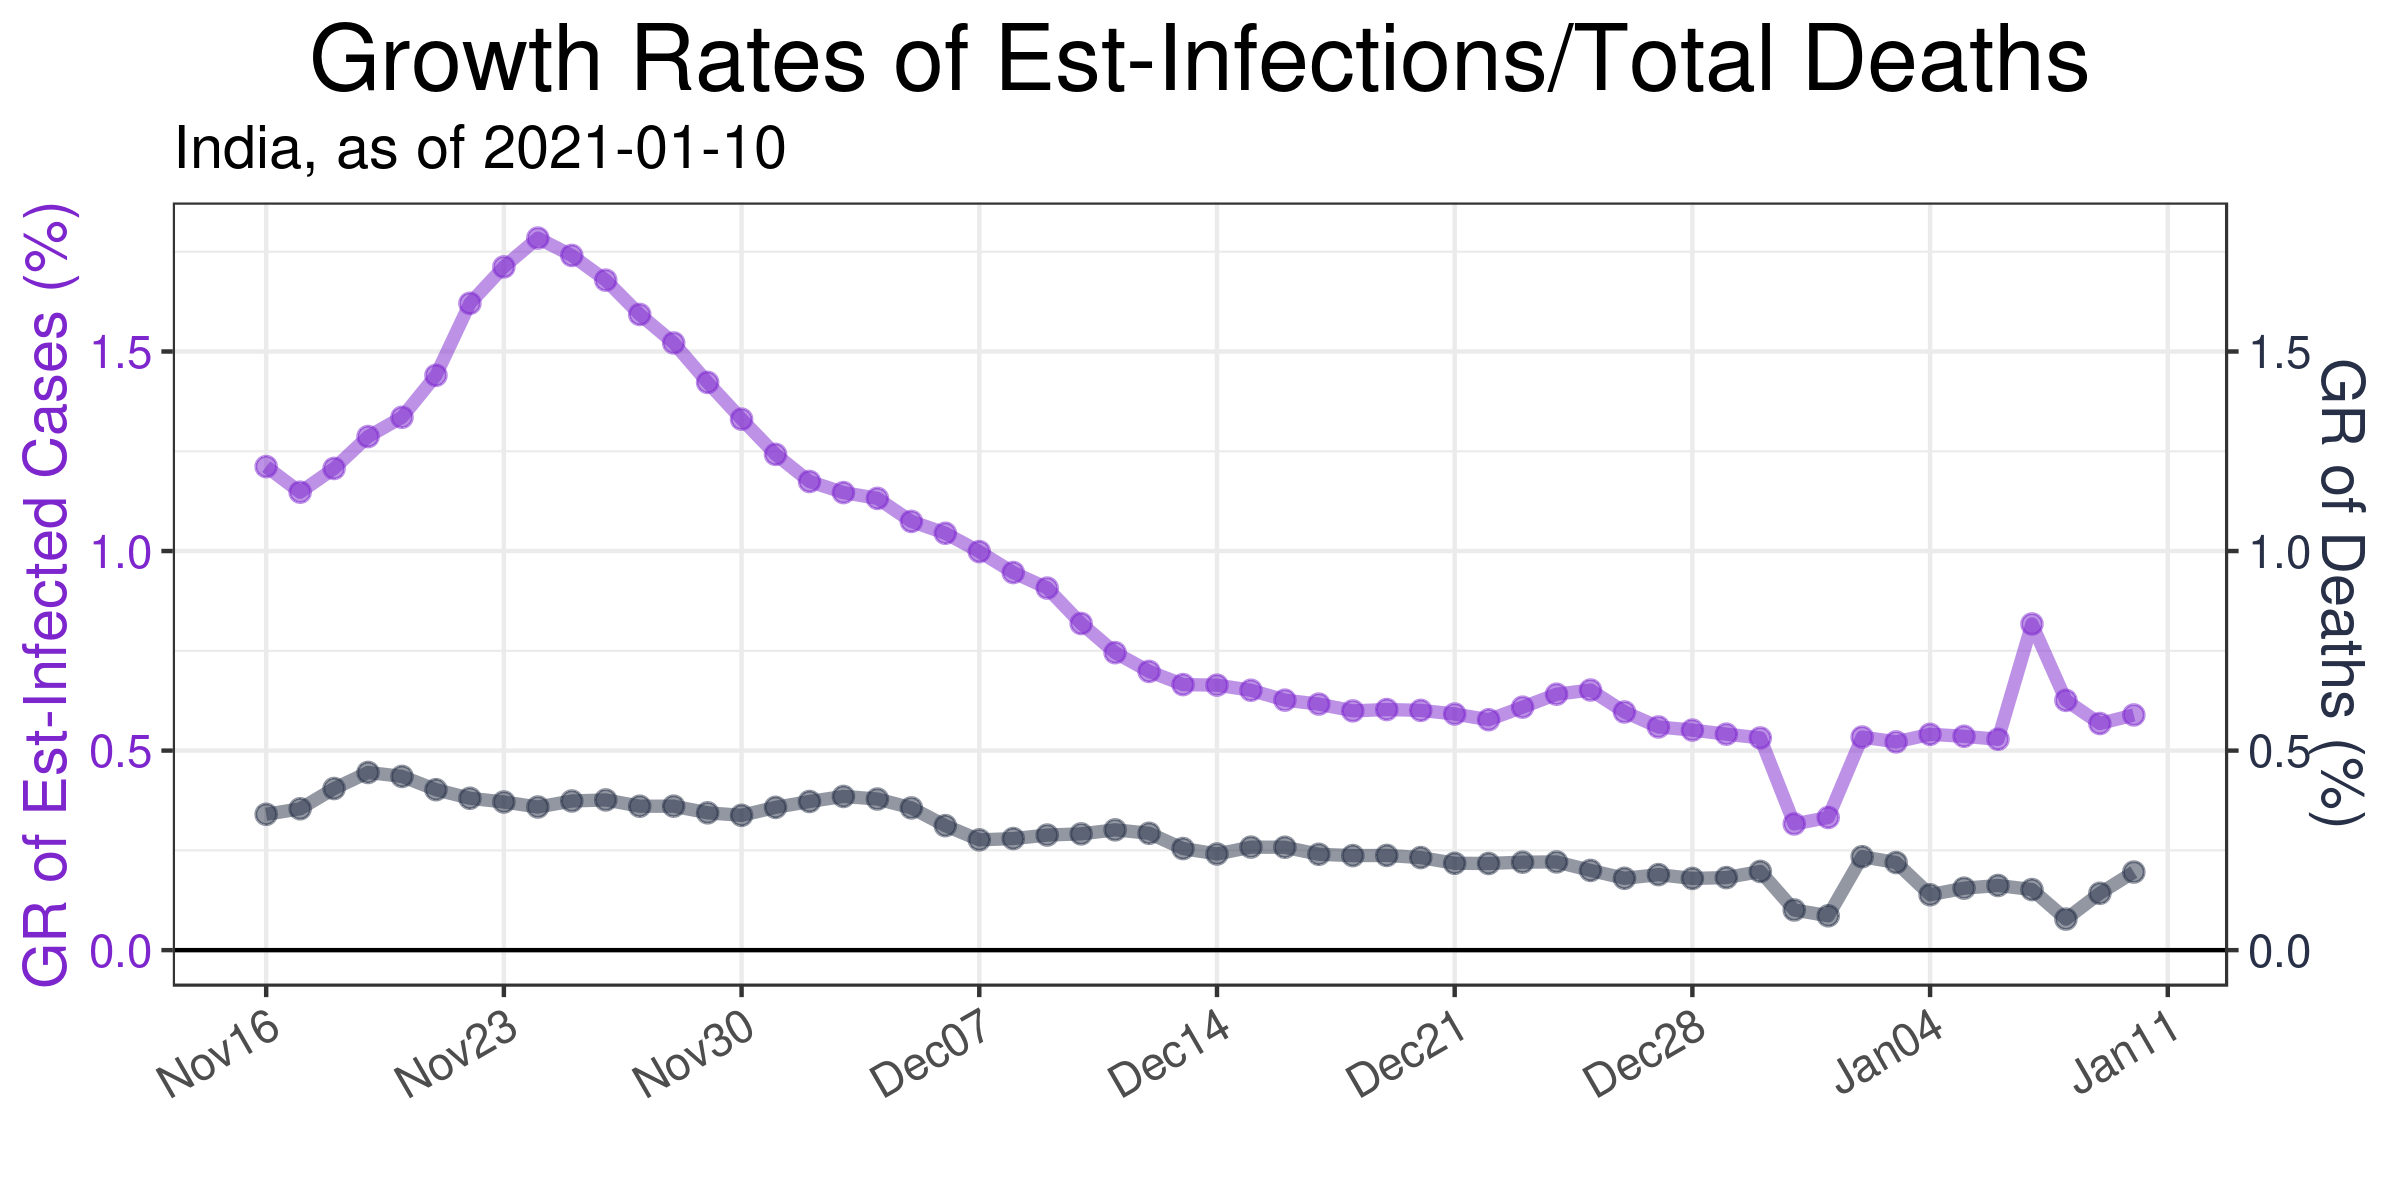 Growth Rates of Est-Infections/Total Deaths
India, as of 2021-01-10
GR of Est-Infected Cases (%)
1.5
1.0
0.5
0.0
1.5
1.0
0.5
0.0
GR of Deaths (%)
Nov16
Nov23
Nov30
Dec07
Dec14
Dec21
Dec28
Jan04
Jan11